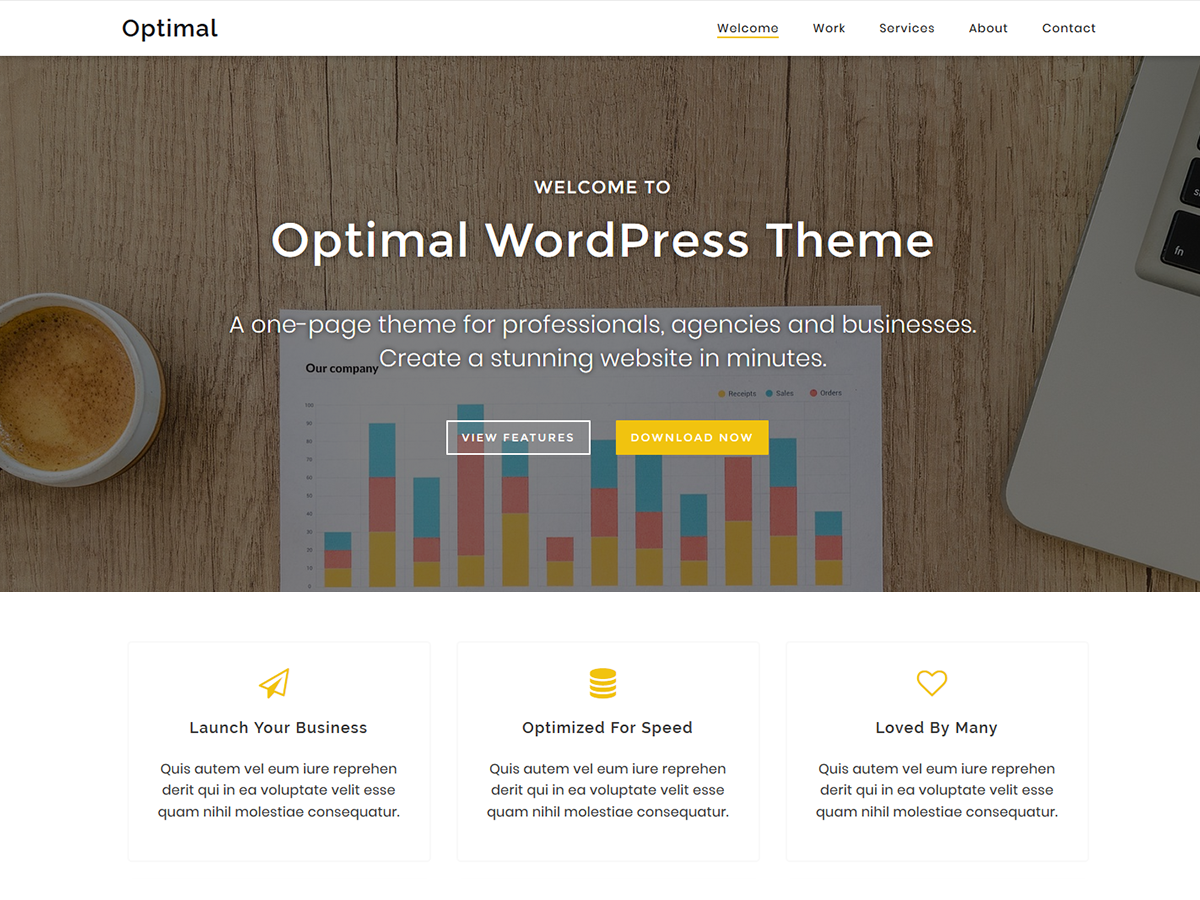 Optimal
Welcome Work Services About Contact
WELCOME TO
Optimal WordPress Theme
A one-page theme for professionals, agencies and businesses.
Create a stunning website in minutes.
Our company
Receipts Sales Orders
VIEW FEATURES DOWNLOAD NOW
100
90
80
70
60
50
40
30
20
10
0
fn
Launch Your Business
Quis autem vel eum iure reprehen
derit qui in ea voluptate velit esse
quam nihil molestiae consequatur.
Optimized For Speed
Quis autem vel eum iure reprehen
derit qui in ea voluptate velit esse
quam nihil molestiae consequatur.
Loved By Many
Quis autem vel eum iure reprehen
derit qui in ea voluptate velit esse
quam nihil molestiae consequatur.